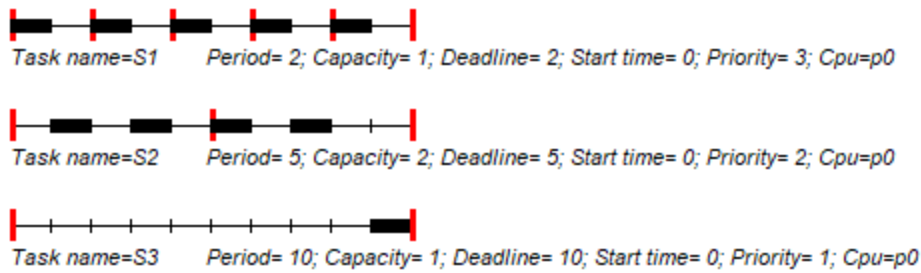 Task name=S1 Period= 2; Capacity= 1; Deadline= 2; Start time= 0; Priority= 3; Cpu=p0
Task name=S2 Period= 5; Capacity= 2; Deadline= 5; Start time= 0; Priority= 2; Cpu=p0
Task name=S3 Period= 10; Capacity= 1; Deadline= 10; Start time= 0; Priority= 1; Cpu=p0